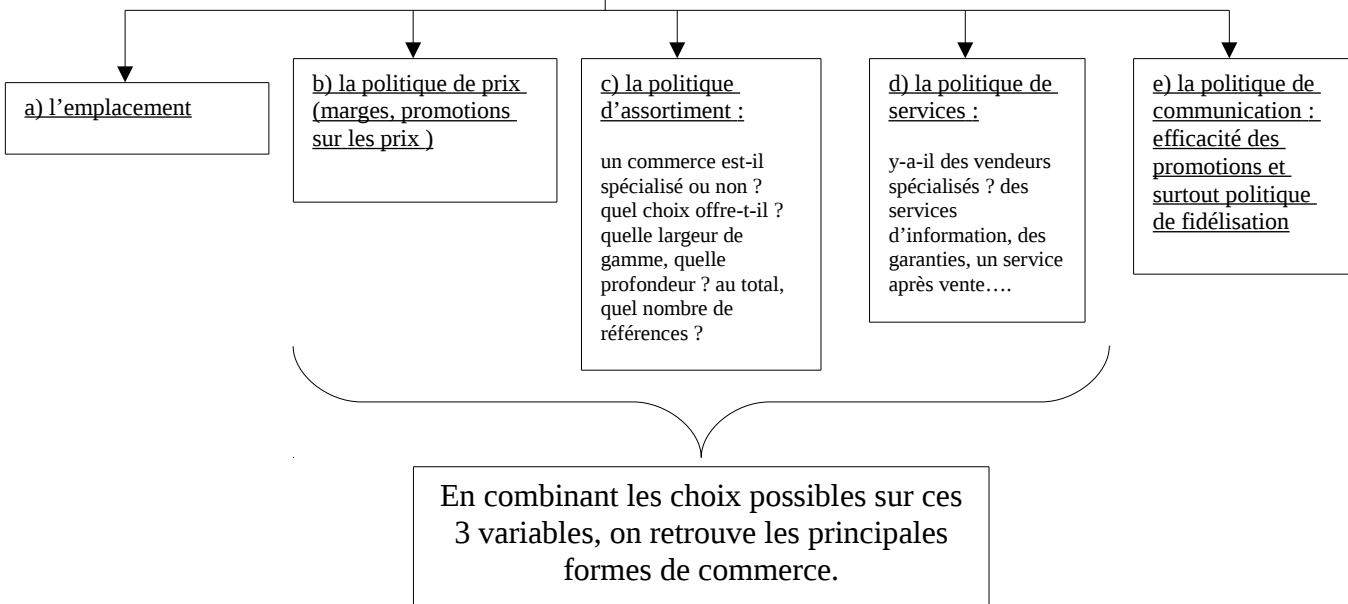 a) l’emplacement
b) la politique de prix
(marges, promotions
sur les prix )
c) la politique
d’assortiment :
un commerce est-il
spécialisé ou non ?
quel choix offre-t-il ?
quelle largeur de
gamme, quelle
profondeur ? au total,
quel nombre de
références ?
d) la politique de
services :
y-a-il des vendeurs
spécialisés ? des
services
d’information, des
garanties, un service
après vente….
e) la politique de
communication :
efficacité des
promotions et
surtout politique
de fidélisation
En combinant les choix possibles sur ces
3 variables, on retrouve les principales
formes de commerce.